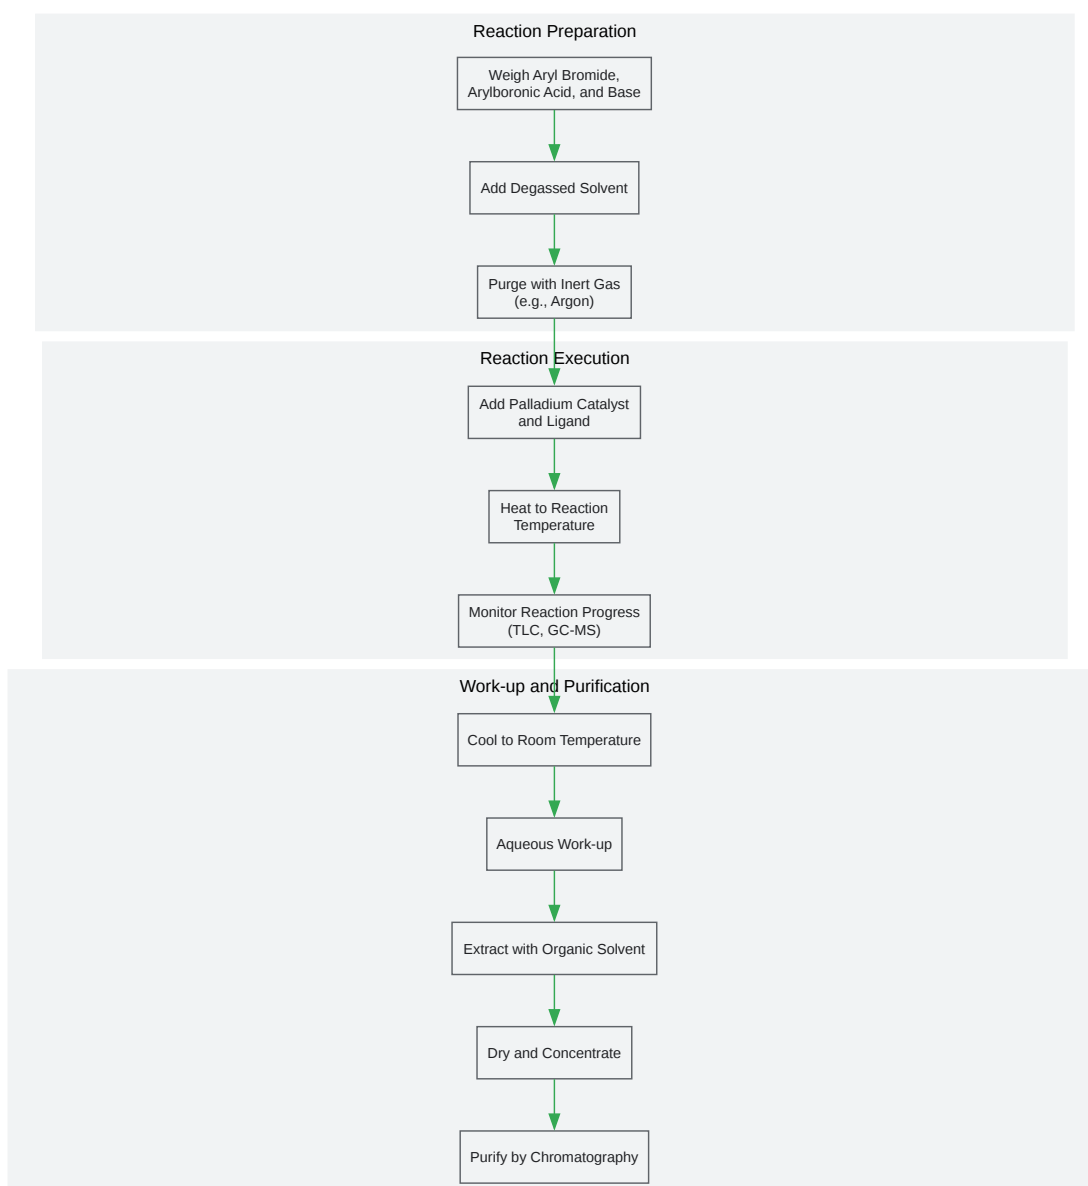 Reaction Preparation
Weigh Aryl Bromide,
Arylboronic Acid, and Base
Add Degassed Solvent
Purge with Inert Gas
(e.g., Argon)
Reaction Execution
Add Palladium Catalyst
and Ligand
Heat to Reaction
Temperature
Monitor Reaction Progress
(TLC, GC-MS)
Work-up and Purification
Cool to Room Temperature
Aqueous Work-up
Extract with Organic Solvent
Dry and Concentrate
Purify by Chromatography